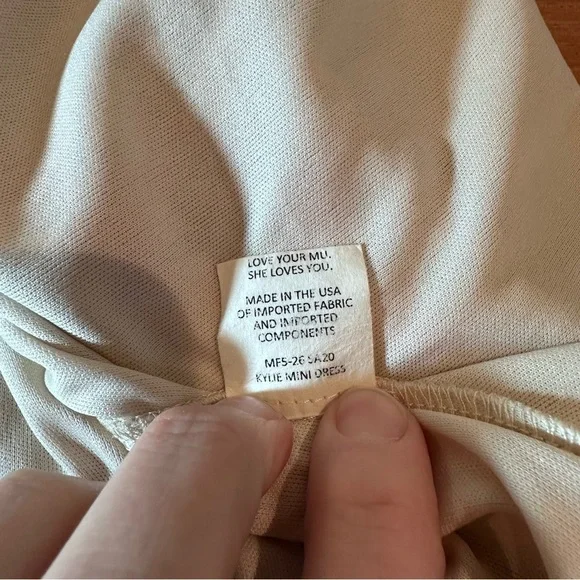 LOVE YOUR MU.
SHE LOVES YOU.
MADE IN THE USA
OF IMPORTED FABRIC
AND IMPORTED
COMPONENTS
MF5-26 SA20
KYLIE MINI DRESS